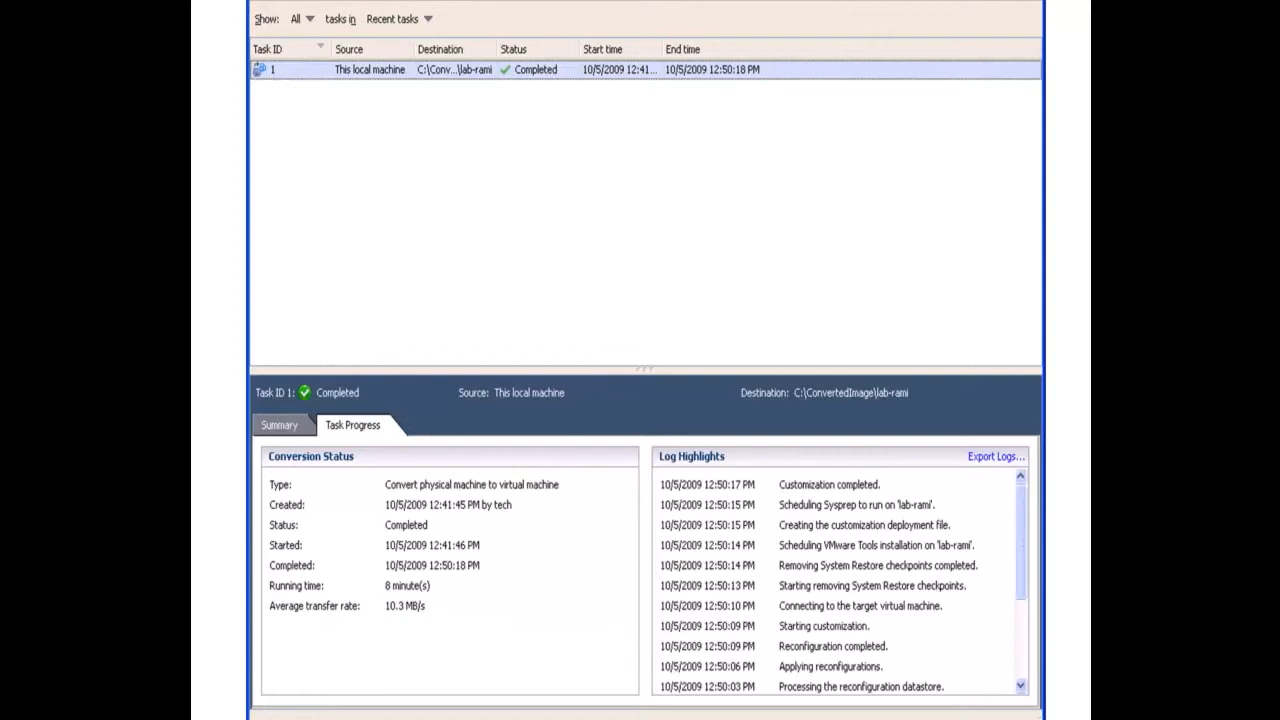 Show: All tasks in Recent tasks
Task ID Source Destination Status Start time End time
1 This local machine C:\Conv...\lab-rami Completed 10/5/2009 12:41... 10/5/2009 12:50:18 PM
Task ID 1: Completed Source: This local machine Destination: C:\ConvertedImage\lab-rami
Summary Task Progress
Conversion Status
Type: Convert physical machine to virtual machine
Created: 10/5/2009 12:41:45 PM by tech
Status: Completed
Started: 10/5/2009 12:41:46 PM
Completed: 10/5/2009 12:50:18 PM
Running time: 8 minute(s)
Average transfer rate: 10.3 MB/s
Log Highlights Export Logs...
10/5/2009 12:50:17 PM Customization completed.
10/5/2009 12:50:15 PM Scheduling Sysprep to run on 'lab-rami'.
10/5/2009 12:50:15 PM Creating the customization deployment file.
10/5/2009 12:50:14 PM Scheduling VMware Tools installation on 'lab-rami'.
10/5/2009 12:50:14 PM Removing System Restore checkpoints completed.
10/5/2009 12:50:13 PM Starting removing System Restore checkpoints.
10/5/2009 12:50:10 PM Connecting to the target virtual machine.
10/5/2009 12:50:09 PM Starting customization.
10/5/2009 12:50:09 PM Reconfiguration completed.
10/5/2009 12:50:06 PM Applying reconfigurations.
10/5/2009 12:50:03 PM Processing the reconfiguration datastore.